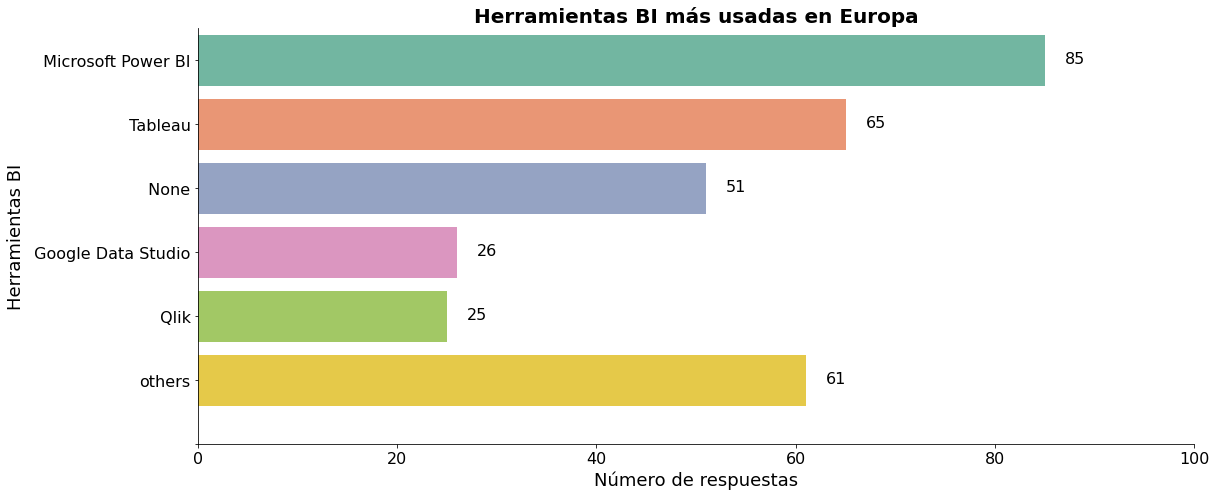 Herramientas BI más usadas en Europa
Herramientas BI
Microsoft Power BI
85
Tableau
65
None
51
Google Data Studio
26
Qlik
25
others
61
0 20 40 60 80 100
Número de respuestas